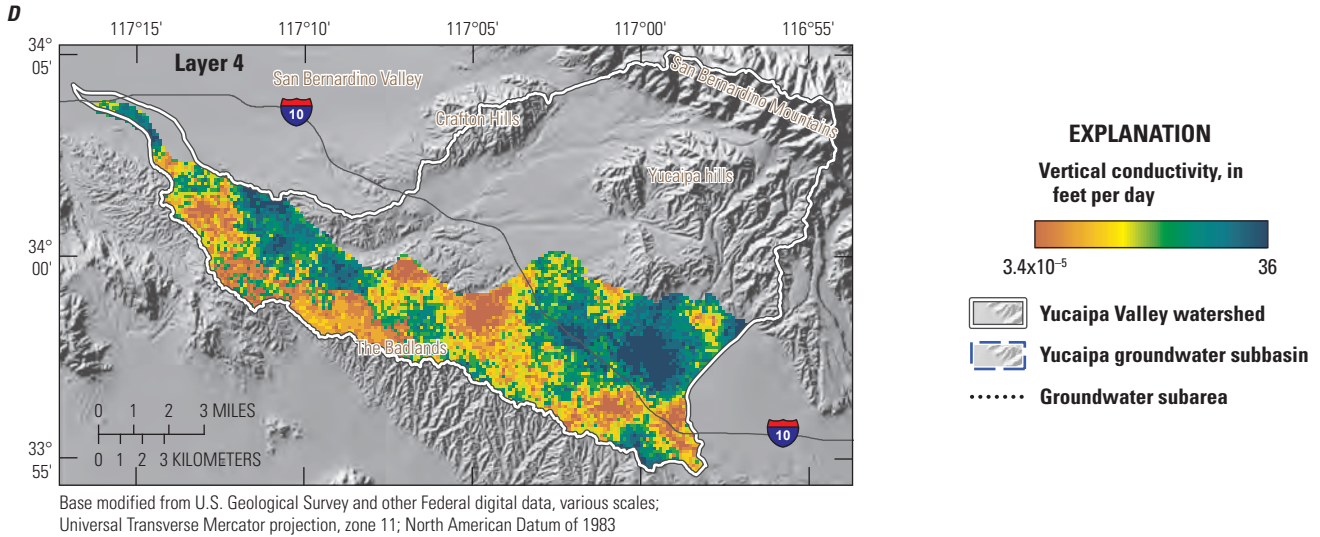 D
117°15' 117°10' 117°05' 117°00' 116°55'
34°
05'
Layer 4
San Bernardino Valley
San Bernardino Mountains
10
Crafton Hills
Yucaipa hills
34°
00'
The Badlands
0 1 2 3 MILES
0 1 2 3 KILOMETERS
10
33°
55'
Base modified from U.S. Geological Survey and other Federal digital data, various scales;
Universal Transverse Mercator projection, zone 11; North American Datum of 1983
EXPLANATION
Vertical conductivity, in
feet per day
3.4x10⁻⁵ 36
Yucaipa Valley watershed
Yucaipa groundwater subbasin
Groundwater subarea